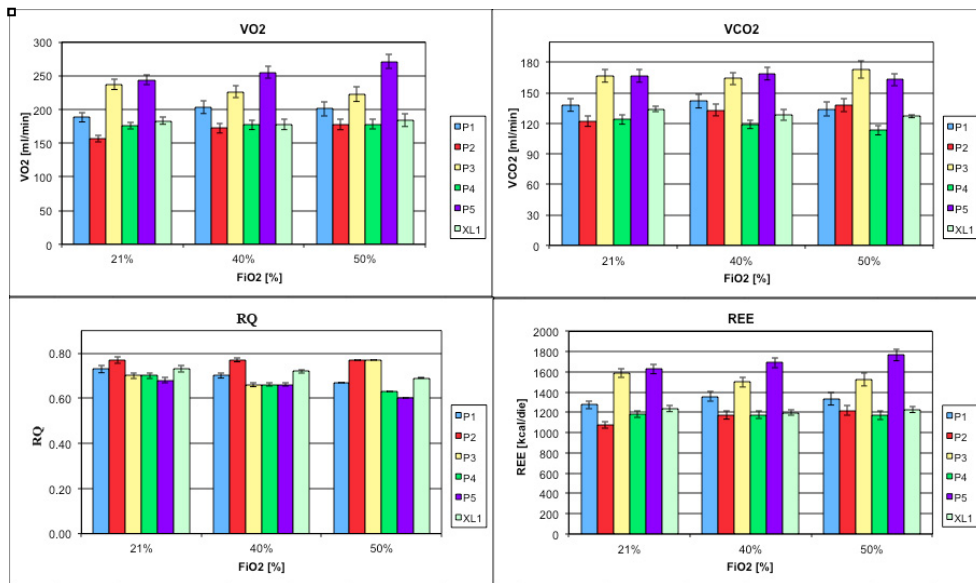 VO2
300
250
200
150
100
50
0
VO2 [ml/min]
21%
40%
50%
FiO2 [%]
P1
P2
P3
P4
P5
XL1
VCO2
180
150
120
90
60
30
0
VCO2 [ml/min]
21%
40%
50%
FiO2 [%]
P1
P2
P3
P4
P5
XL1
RQ
0.80
0.60
0.40
0.20
0.00
RQ
21%
40%
50%
FiO2 [%]
P1
P2
P3
P4
P5
XL1
REE
2000
1800
1600
1400
1200
1000
800
600
400
200
0
REE [kcal/die]
21%
40%
50%
FiO2 [%]
P1
P2
P3
P4
P5
XL1